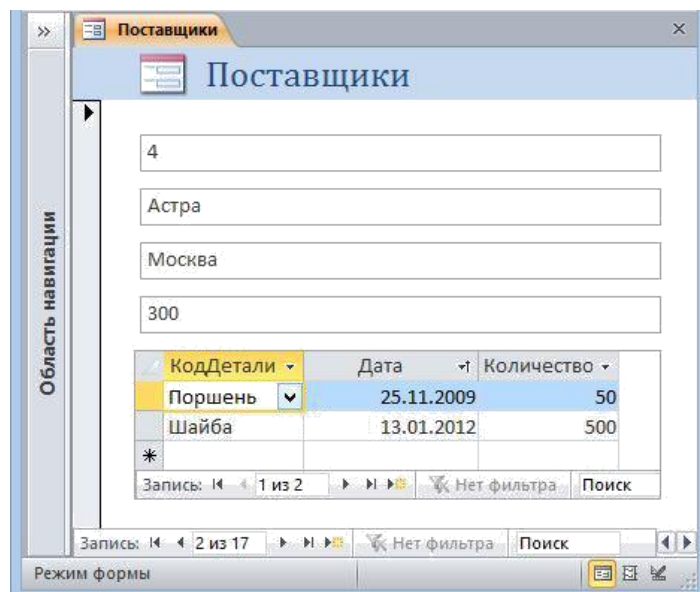 Поставщики
Поставщики
4
Астра
Москва
300
КодДетали Дата Количество
Поршень 25.11.2009 50
Шайба 13.01.2012 500
Запись: 1 из 2 Нет фильтра Поиск
Запись: 2 из 17 Нет фильтра Поиск
Режим формы
Область навигации